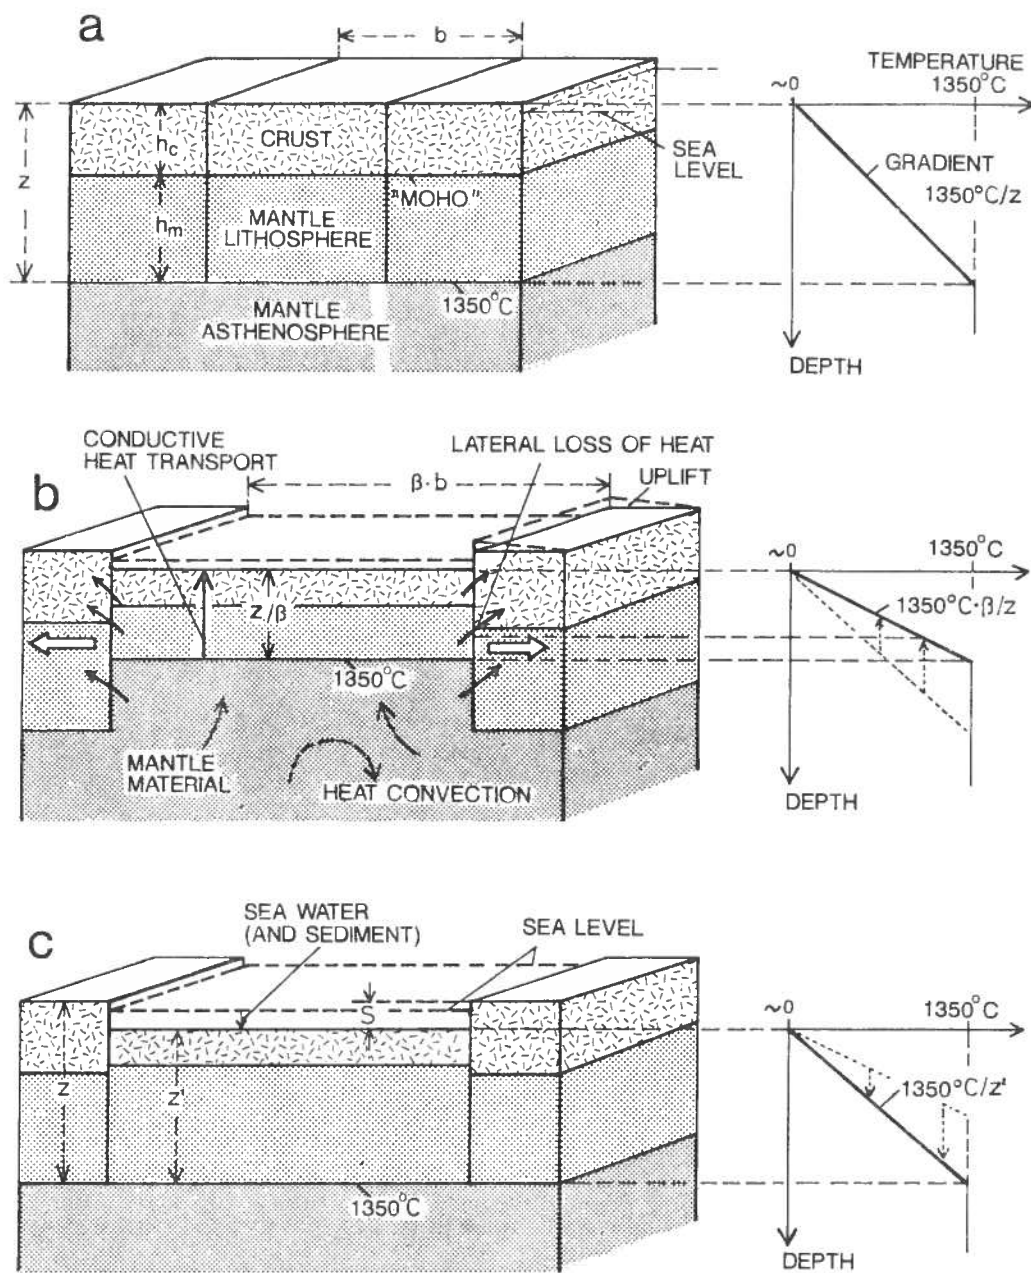 a
b
TEMPERATURE
~0
1350°C
z
h_c
CRUST
SEA
LEVEL
GRADIENT
1350°C/z
"MOHO"
h_m
MANTLE
LITHOSPHERE
1350°C
MANTLE
ASTHENOSPHERE
DEPTH
CONDUCTIVE
HEAT TRANSPORT
LATERAL LOSS OF HEAT
UPLIFT
b
β·b
~0
1350°C
z/β
1350°C·β/z
1350°C
MANTLE
MATERIAL
HEAT CONVECTION
DEPTH
SEA WATER
(AND SEDIMENT)
SEA LEVEL
c
S
~0
1350°C
z
z'
1350°C/z'
1350°C
DEPTH